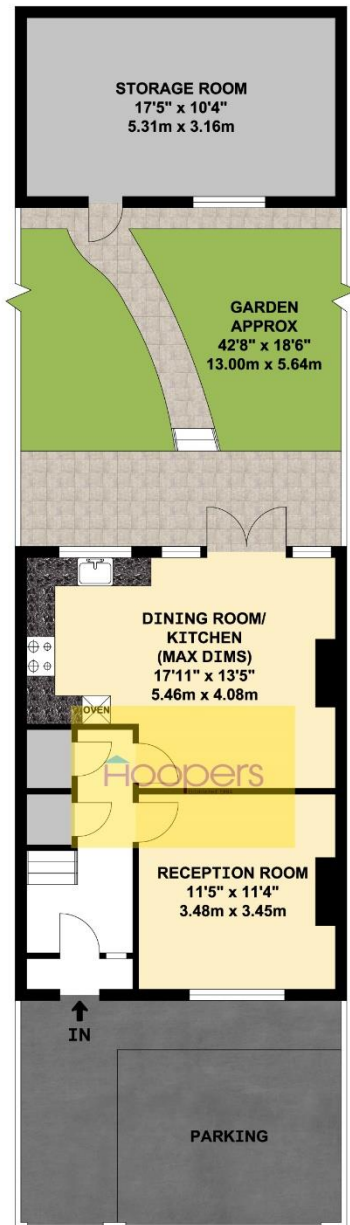 STORAGE ROOM
17'5" x 10'4"
5.31m x 3.16m
GARDEN
APPROX
42'8" x 18'6"
13.00m x 5.64m
DINING ROOM/
KITCHEN
(MAX DIMS)
17'11" x 13'5"
5.46m x 4.08m
OVEN
Hoopers
RECEPTION ROOM
11'5" x 11'4"
3.48m x 3.45m
IN
PARKING